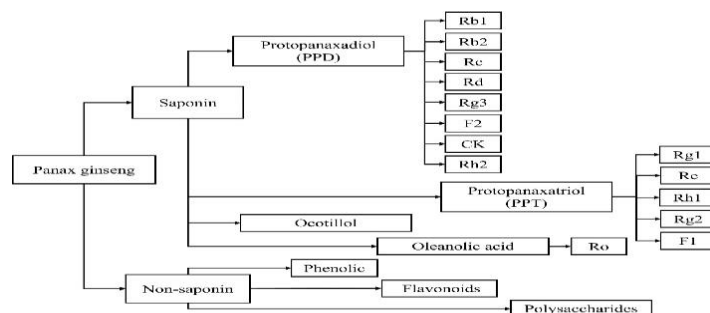 Rb1
Protopanaxadiol
(PPD)
Rb2
Rc
Rd
Saponin
Rg3
F2
CK
Rh2
Panax ginseng
Rg1
Protopanaxatriol
(PPT)
Re
Rh1
Rg2
F1
Ocotillol
Oleanolic acid
Ro
Non-saponin
Phenolic
Flavonoids
Polysaccharides